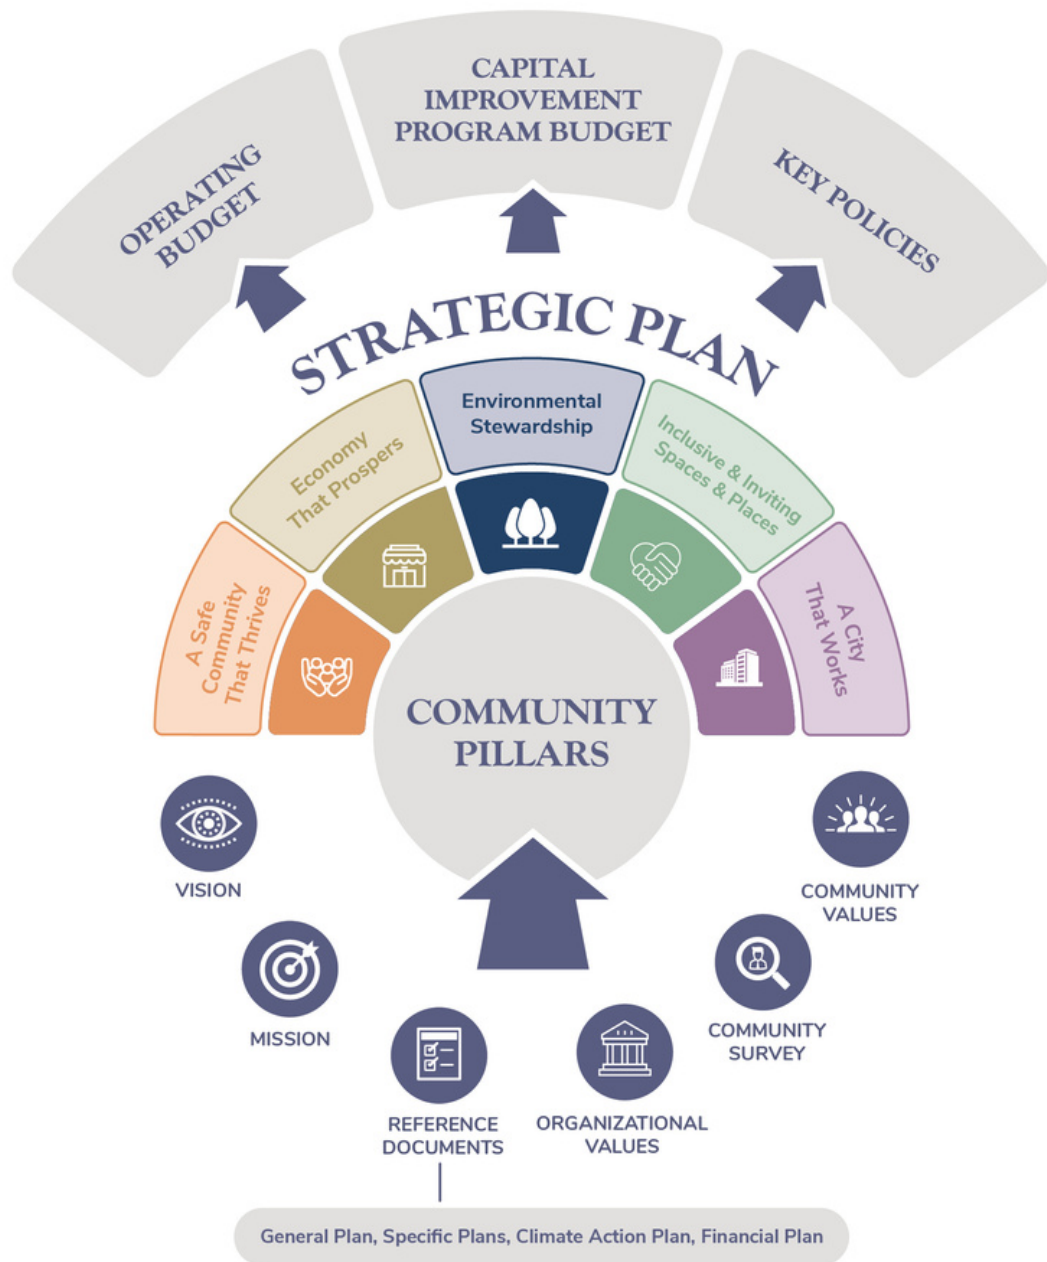 CAPITAL
IMPROVEMENT
PROGRAM BUDGET
OPERATING
BUDGET
KEY POLICIES
STRATEGIC PLAN
A Safe
Community
That Thrives
Economy
That Prospers
Environmental
Stewardship
Inclusive & Inviting
Spaces & Places
A City
That Works
COMMUNITY
PILLARS
VISION
MISSION
REFERENCE
DOCUMENTS
ORGANIZATIONAL
VALUES
COMMUNITY
SURVEY
COMMUNITY
VALUES
General Plan, Specific Plans, Climate Action Plan, Financial Plan